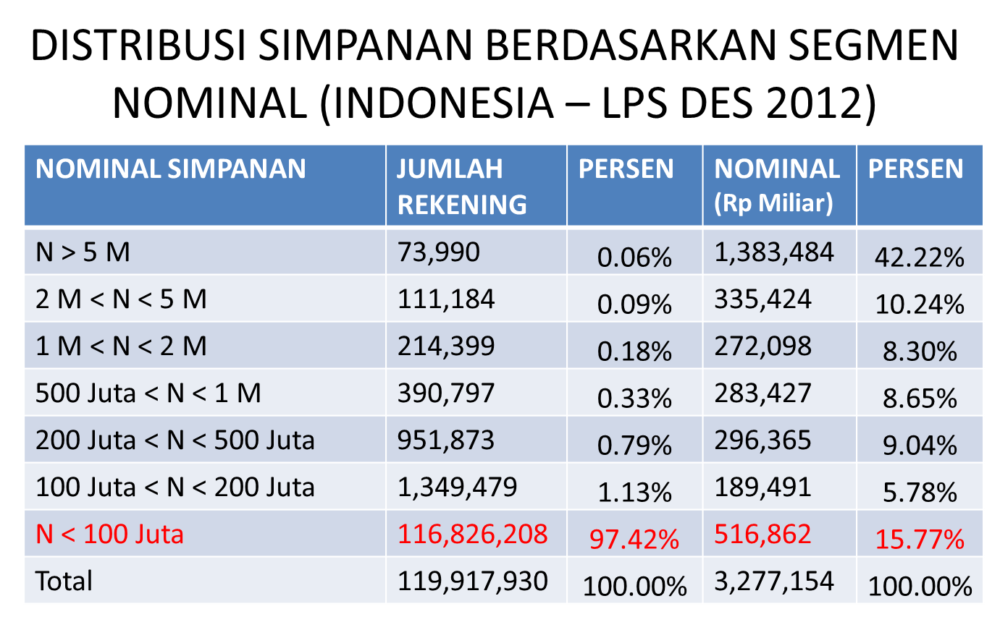 DISTRIBUSI SIMPANAN BERDASARKAN SEGMEN
NOMINAL (INDONESIA – LPS DES 2012)
NOMINAL SIMPANAN JUMLAH REKENING PERSEN NOMINAL (Rp Miliar) PERSEN
N > 5 M 73,990 0.06% 1,383,484 42.22%
2 M < N < 5 M 111,184 0.09% 335,424 10.24%
1 M < N < 2 M 214,399 0.18% 272,098 8.30%
500 Juta < N < 1 M 390,797 0.33% 283,427 8.65%
200 Juta < N < 500 Juta 951,873 0.79% 296,365 9.04%
100 Juta < N < 200 Juta 1,349,479 1.13% 189,491 5.78%
N < 100 Juta 116,826,208 97.42% 516,862 15.77%
Total 119,917,930 100.00% 3,277,154 100.00%